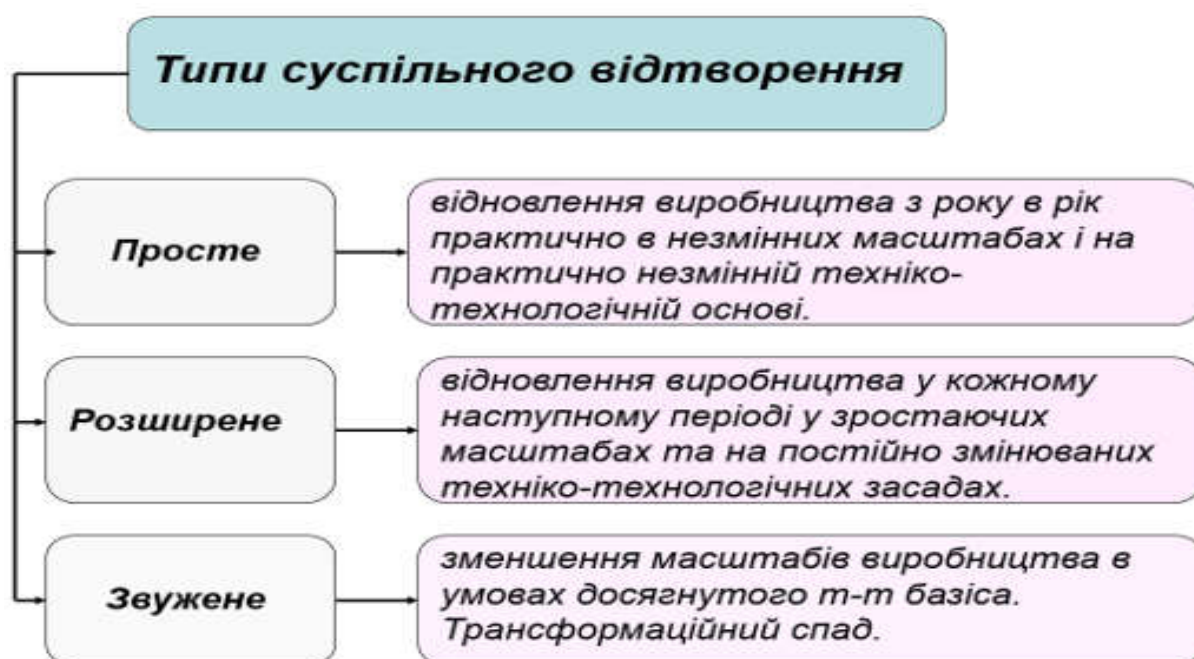 Типи суспільного відтворення
Просте
відновлення виробництва з року в рік
практично в незмінних масштабах і на
практично незмінній техніко-
технологічній основі.
Розширене
відновлення виробництва у кожному
наступному періоді у зростаючих
масштабах та на постійно змінюваних
техніко-технологічних засадах.
Звужене
зменшення масштабів виробництва в
умовах досягнутого т-т базіса.
Трансформаційний спад.